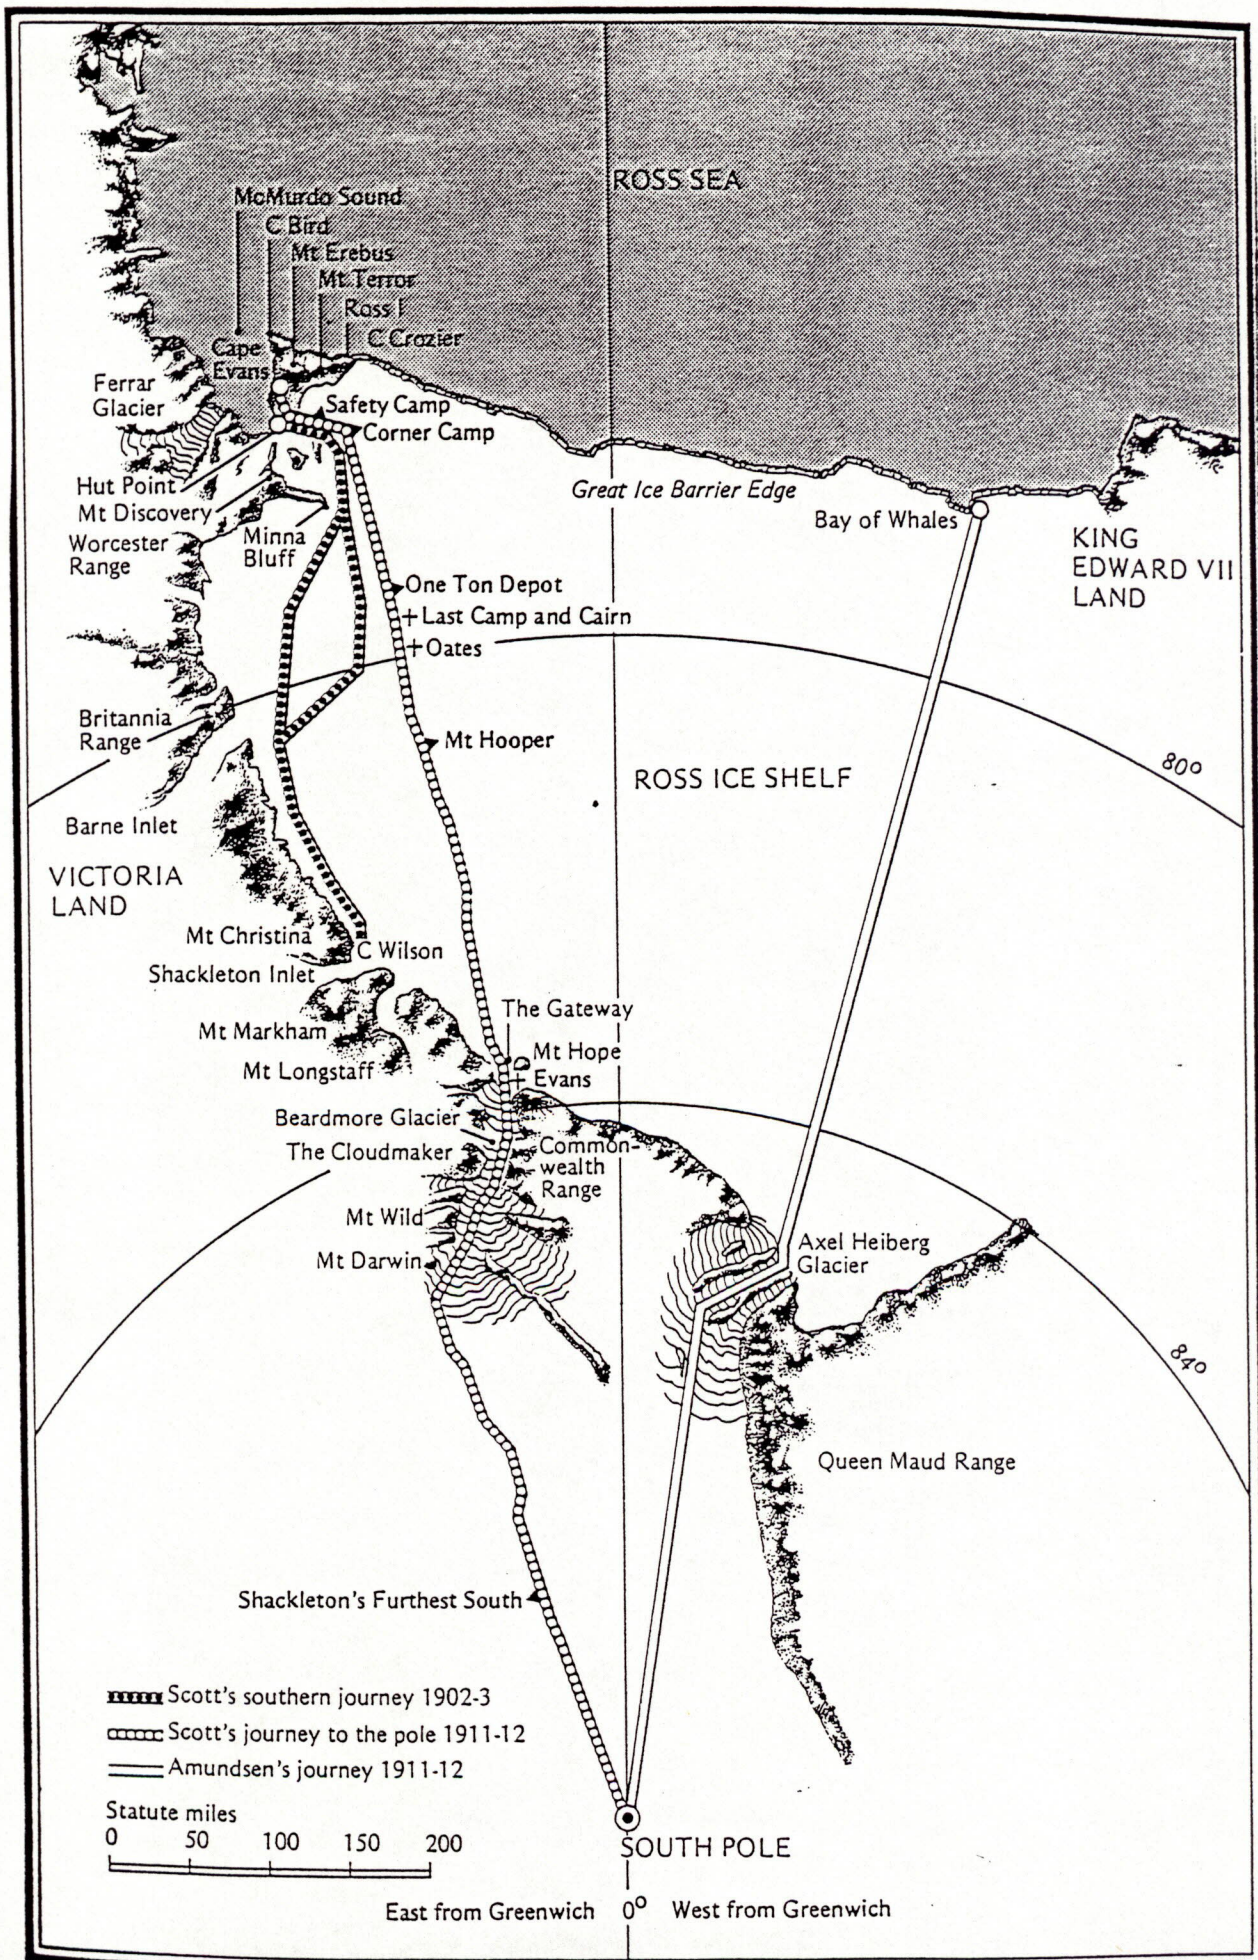 ROSS SEA
McMurdo Sound
C Bird
Mt Erebus
Mt Terror
Ross I
C Crozier
Cape
Evans
Ferrar
Glacier
Safety Camp
Corner Camp
Hut Point
Mt Discovery
Great Ice Barrier Edge
Bay of Whales
Worcester
Range
Minna
Bluff
KING
EDWARD VII
LAND
One Ton Depot
Last Camp and Cairn
Oates
Britannia
Range
Mt Hooper
ROSS ICE SHELF
80º
Barne Inlet
VICTORIA
LAND
Mt Christina
C Wilson
Shackleton Inlet
The Gateway
Mt Markham
Mt Hope
Mt Longstaff
Evans
Beardmore Glacier
The Cloudmaker
Common-
wealth
Range
Mt Wild
Mt Darwin
Axel Heiberg
Glacier
84º
Queen Maud Range
Shackleton's Furthest South
Scott's southern journey 1902-3
Scott's journey to the pole 1911-12
Amundsen's journey 1911-12
Statute miles
0 50 100 150 200
SOUTH POLE
East from Greenwich 0º West from Greenwich